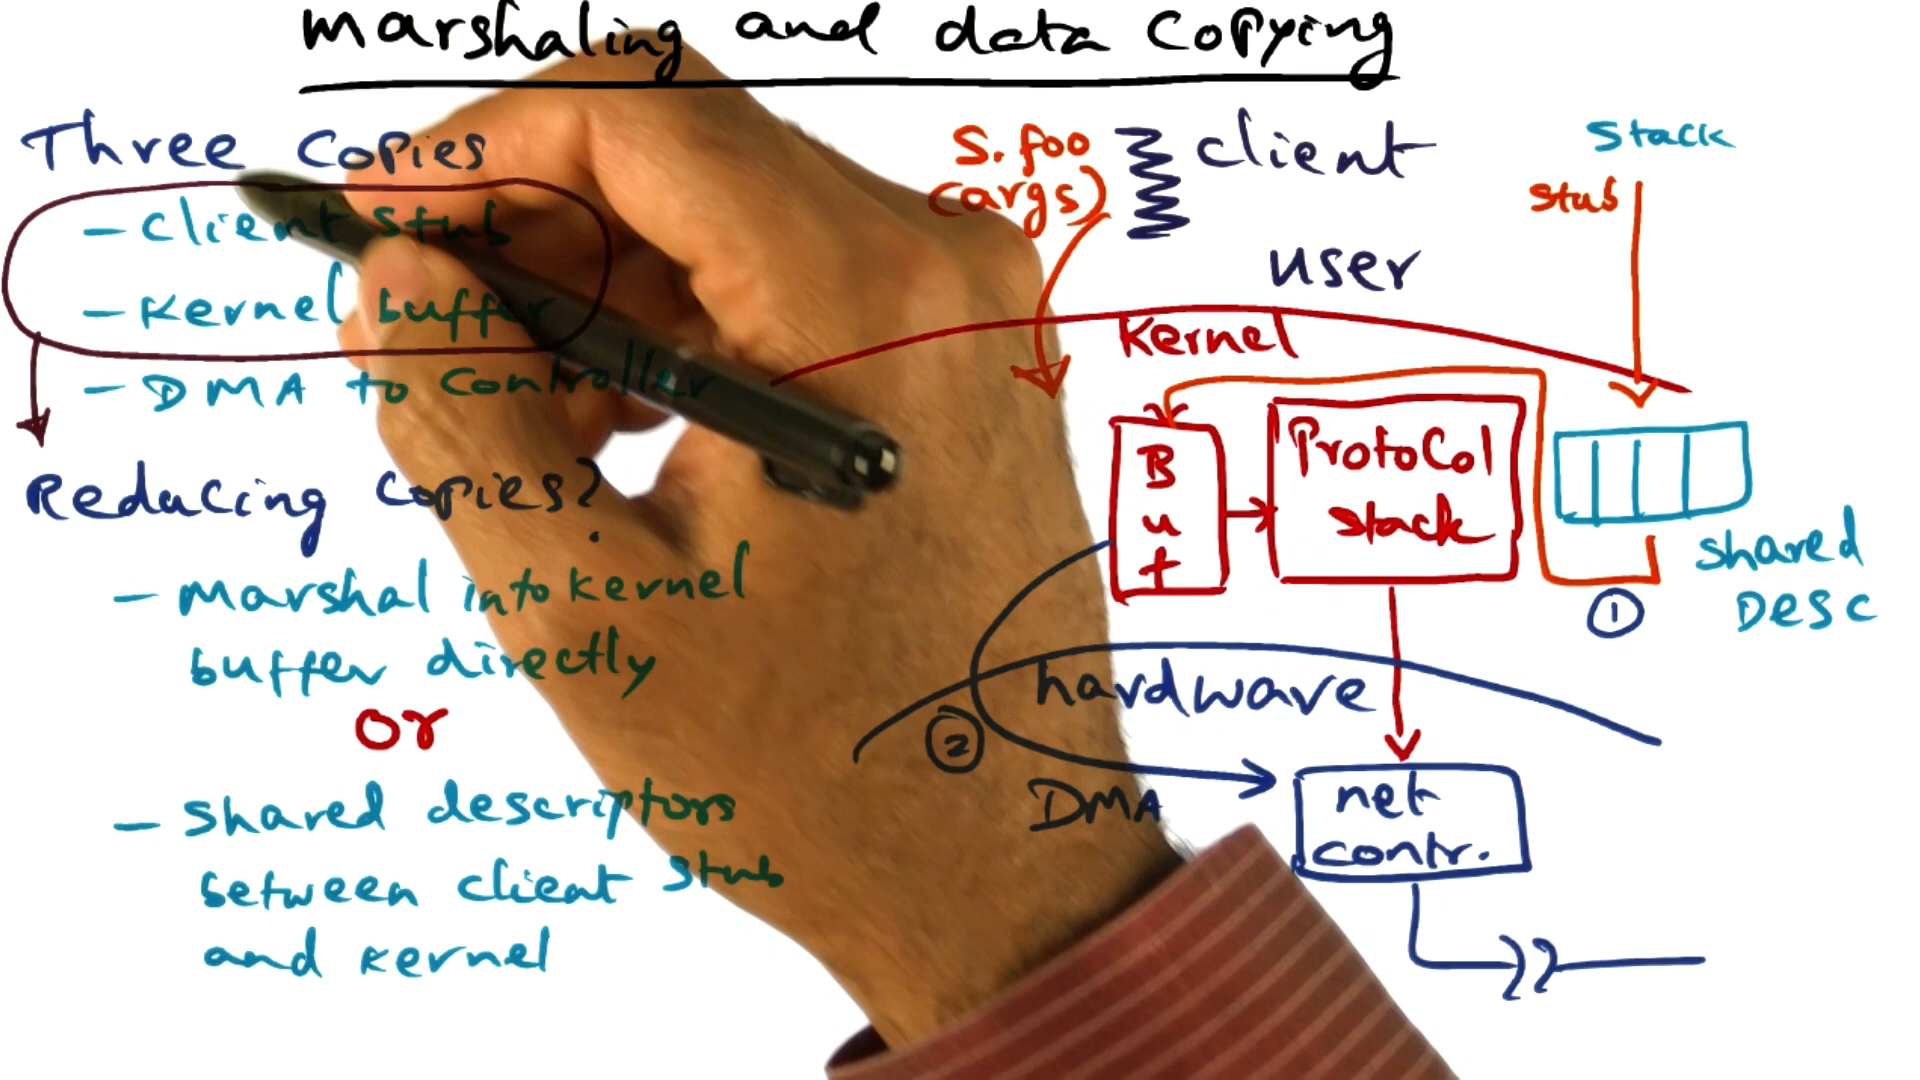 marshaling and data copying
Three copies
- client stub
- Kernel buffer
- DMA to controller
Reducing copies?
- marshal into kernel
buffer directly
or
- shared descriptors
between client stub
and kernel
S.foo
(args)
client
user
Kernel
Buf
Protocol
stack
stack
stub
shared
DESC
1
hardware
2
DMA
net
contr.